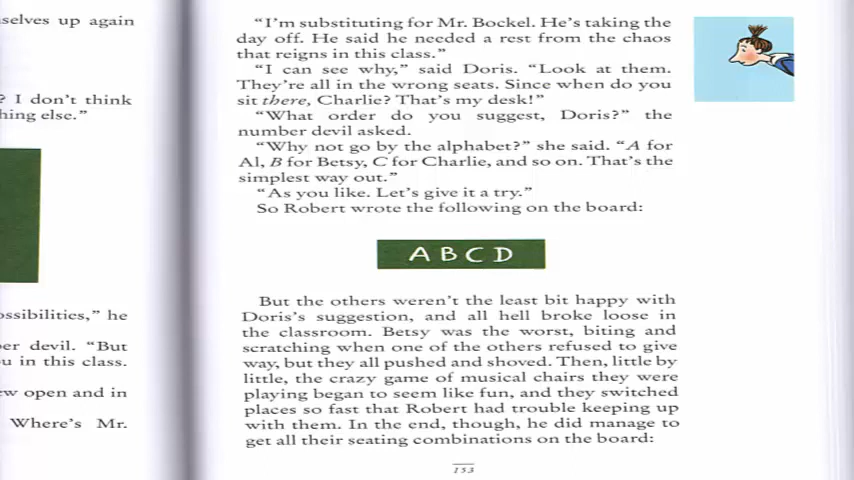 selves up again
? I don't think
hing else."
ossibilities," he
er devil. "But
u in this class.
w open and in
Where's Mr.
"I'm substituting for Mr. Bockel. He's taking the
day off. He said he needed a rest from the chaos
that reigns in this class."
"I can see why," said Doris. "Look at them.
They're all in the wrong seats. Since when do you
sit there, Charlie? That's my desk!"
"What order do you suggest, Doris?" the
number devil asked.
"Why not go by the alphabet?" she said. "A for
Al, B for Betsy, C for Charlie, and so on. That's the
simplest way out."
"As you like. Let's give it a try."
So Robert wrote the following on the board:
ABCD
But the others weren't the least bit happy with
Doris's suggestion, and all hell broke loose in
the classroom. Betsy was the worst, biting and
scratching when one of the others refused to give
way, but they all pushed and shoved. Then, little by
little, the crazy game of musical chairs they were
playing began to seem like fun, and they switched
places so fast that Robert had trouble keeping up
with them. In the end, though, he did manage to
get all their seating combinations on the board:
153